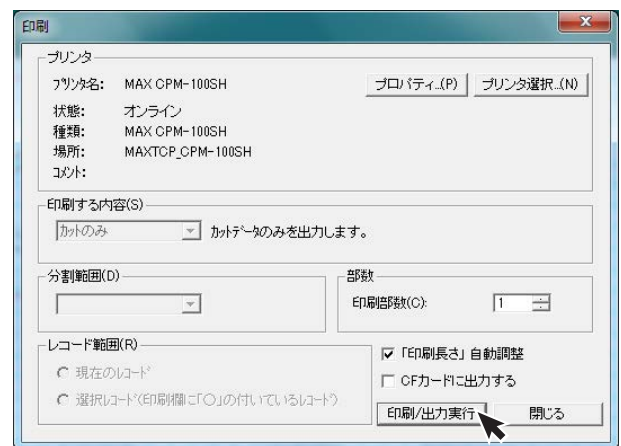 印刷
プリンタ
プリンタ名: MAX CPM-100SH プロパティ...(P) プリンタ選択...(N)
状態: オンライン
種類: MAX CPM-100SH
場所: MAXTCP_CPM-100SH
コメント:
印刷する内容(S)
カットのみ カットデータのみを出力します。
分割範囲(D)
部数
印刷部数(C): 1
レコード範囲(R)
現在のレコード
選択レコード(印刷欄に「○」の付いているレコード)
「印刷長さ」自動調整
CFカードに出力する
印刷/出力実行 閉じる